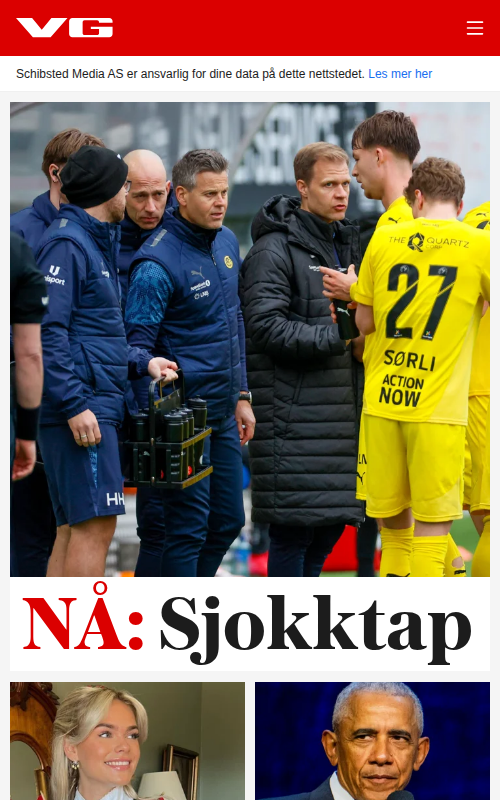 VG
Schibsted Media AS er ansvarlig for dine data på dette nettstedet. Les mer her
THE QUARTZ
27
SØRLI
ACTION
NOW
HH
NÅ: Sjokktap